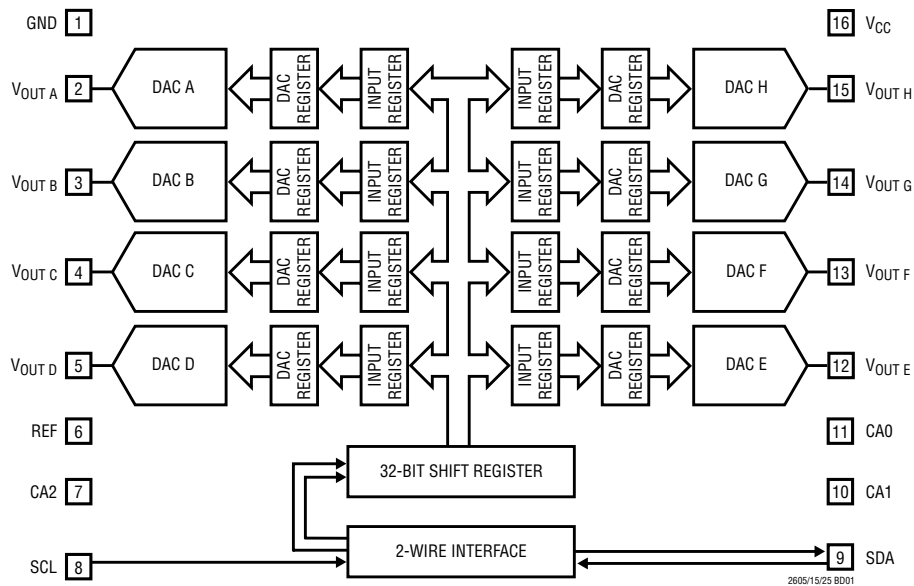 GND 1
16 VCC
VOUT A 2 DAC A DAC REGISTER INPUT REGISTER INPUT REGISTER DAC REGISTER DAC H 15 VOUT H
VOUT B 3 DAC B DAC REGISTER INPUT REGISTER INPUT REGISTER DAC REGISTER DAC G 14 VOUT G
VOUT C 4 DAC C DAC REGISTER INPUT REGISTER INPUT REGISTER DAC REGISTER DAC F 13 VOUT F
VOUT D 5 DAC D DAC REGISTER INPUT REGISTER INPUT REGISTER DAC REGISTER DAC E 12 VOUT E
REF 6
11 CA0
32-BIT SHIFT REGISTER
CA2 7
10 CA1
2-WIRE INTERFACE
SCL 8
9 SDA
2605/15/25 BD01